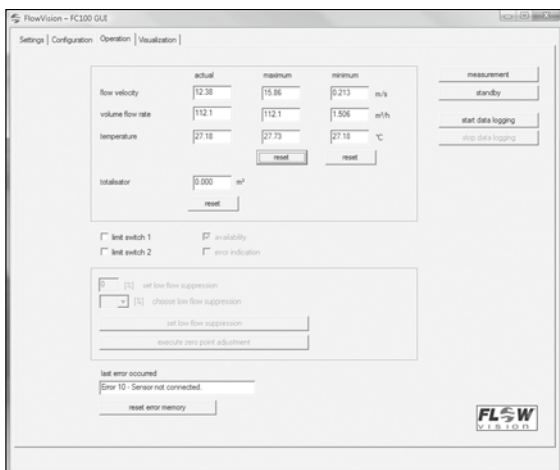 FlowVision – FC100 GUI
Settings Configuration Operation Visualization
actual maximum minimum
flow velocity 12.38 15.86 0.213 m/s
volume flow rate 112.1 112.1 1.506 m³/h
temperature 27.18 27.73 27.18 °C
reset reset
totalisator 0.000 m³
reset
measurement
standby
start data logging
stop data logging
limit switch 1 availability
limit switch 2 error indication
0 [%] set low flow suppression
[%] choose low flow suppression
set low flow suppression
execute zero point adjustment
last error occurred
Error 10 - Sensor not connected.
reset error memory
FLOW
vision